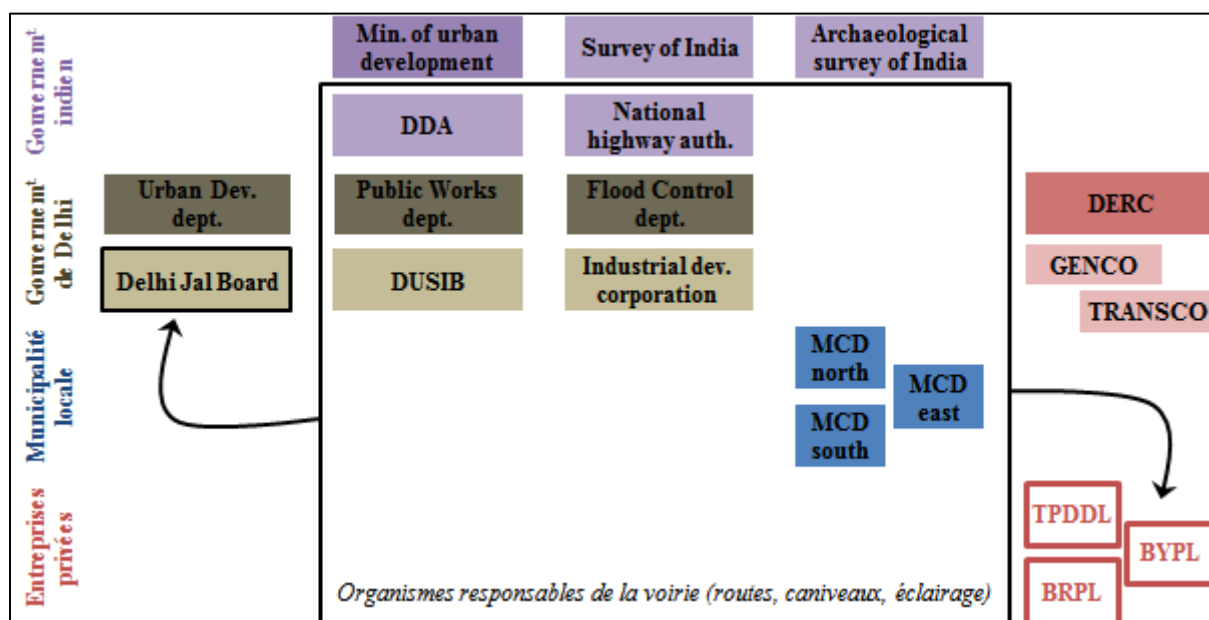 Gouvernemᵗ
indien
Min. of urban
development
Survey of India
Archaeological
survey of India
DDA
National
highway auth.
Gouvernemᵗ
de Delhi
Urban Dev.
dept.
Public Works
dept.
Flood Control
dept.
DERC
Delhi Jal Board
DUSIB
Industrial dev.
corporation
GENCO
TRANSCO
Municipalité
locale
MCD
north
MCD
east
MCD
south
Entreprises
privées
TPDDL
BYPL
BRPL
Organismes responsables de la voirie (routes, caniveaux, éclairage)